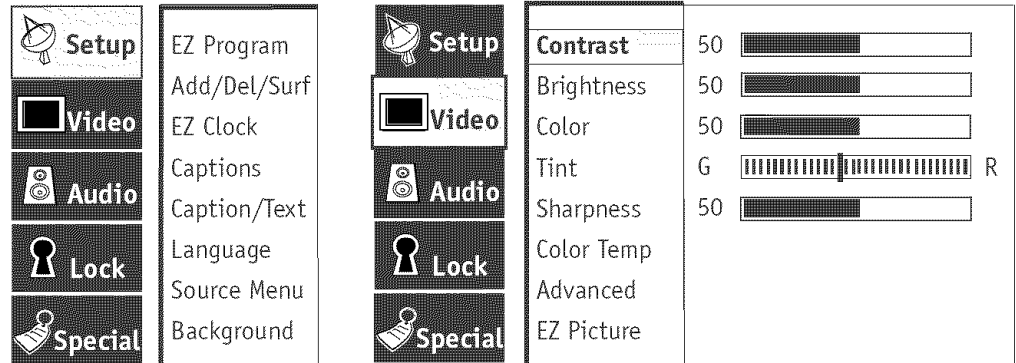 Setup
Video
Audio
Lock
Special
EZ Program
Add/Del/Surf
EZ Clock
Captions
Caption/Text
Language
Source Menu
Background
Setup
Video
Audio
Lock
Special
Contrast 50
Brightness 50
Color 50
Tint G R
Sharpness 50
Color Temp
Advanced
EZ Picture